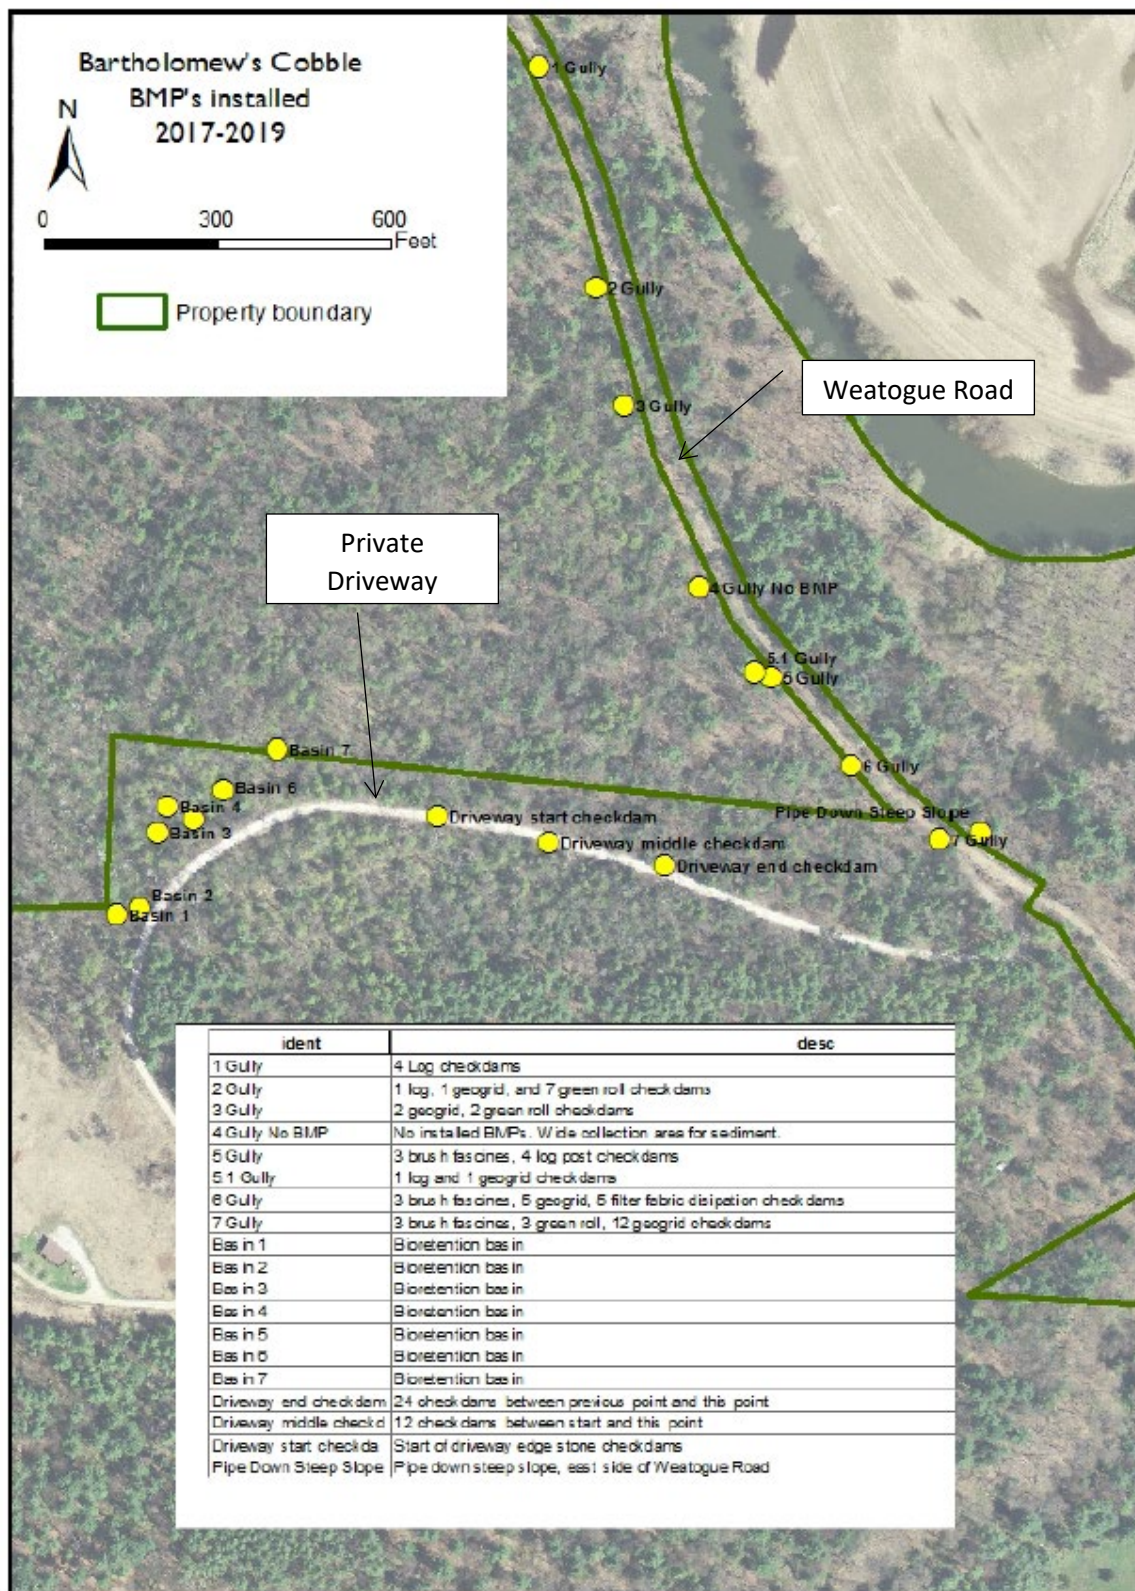 Bartholomew's Cobble
BMP's installed
2017-2019
N
0 300 600
Feet
Property boundary
1 Gully
2 Gully
3 Gully
Weatogue Road
Private
Driveway
4 Gully No BMP
5.1 Gully
5 Gully
6 Gully
Basin 7
Basin 6
Basin 4
Basin 3
Pipe Down Steep Slope
7 Gully
Driveway start checkdam
Driveway middle checkdam
Driveway end checkdam
Basin 2
Basin 1
ident desc
1 Gully 4 Log checkdams
2 Gully 1 log, 1 geogrid, and 7 green roll checkdams
3 Gully 2 geogrid, 2 green roll checkdams
4 Gully No BMP No installed BMPs. Wide collection area for sediment.
5 Gully 3 brush fascines, 4 log post checkdams
5.1 Gully 1 log and 1 geogrid checkdams
6 Gully 3 brush fascines, 5 geogrid, 5 filter fabric disipation checkdams
7 Gully 3 brush fascines, 3 green roll, 12 geogrid checkdams
Basin 1 Bioretention basin
Basin 2 Bioretention basin
Basin 3 Bioretention basin
Basin 4 Bioretention basin
Basin 5 Bioretention basin
Basin 6 Bioretention basin
Basin 7 Bioretention basin
Driveway end checkdam 24 checkdams between previous point and this point
Driveway middle checkd 12 checkdams between start and this point
Driveway start checkda Start of driveway edge stone checkdams
Pipe Down Steep Slope Pipe down steep slope, east side of Weatogue Road